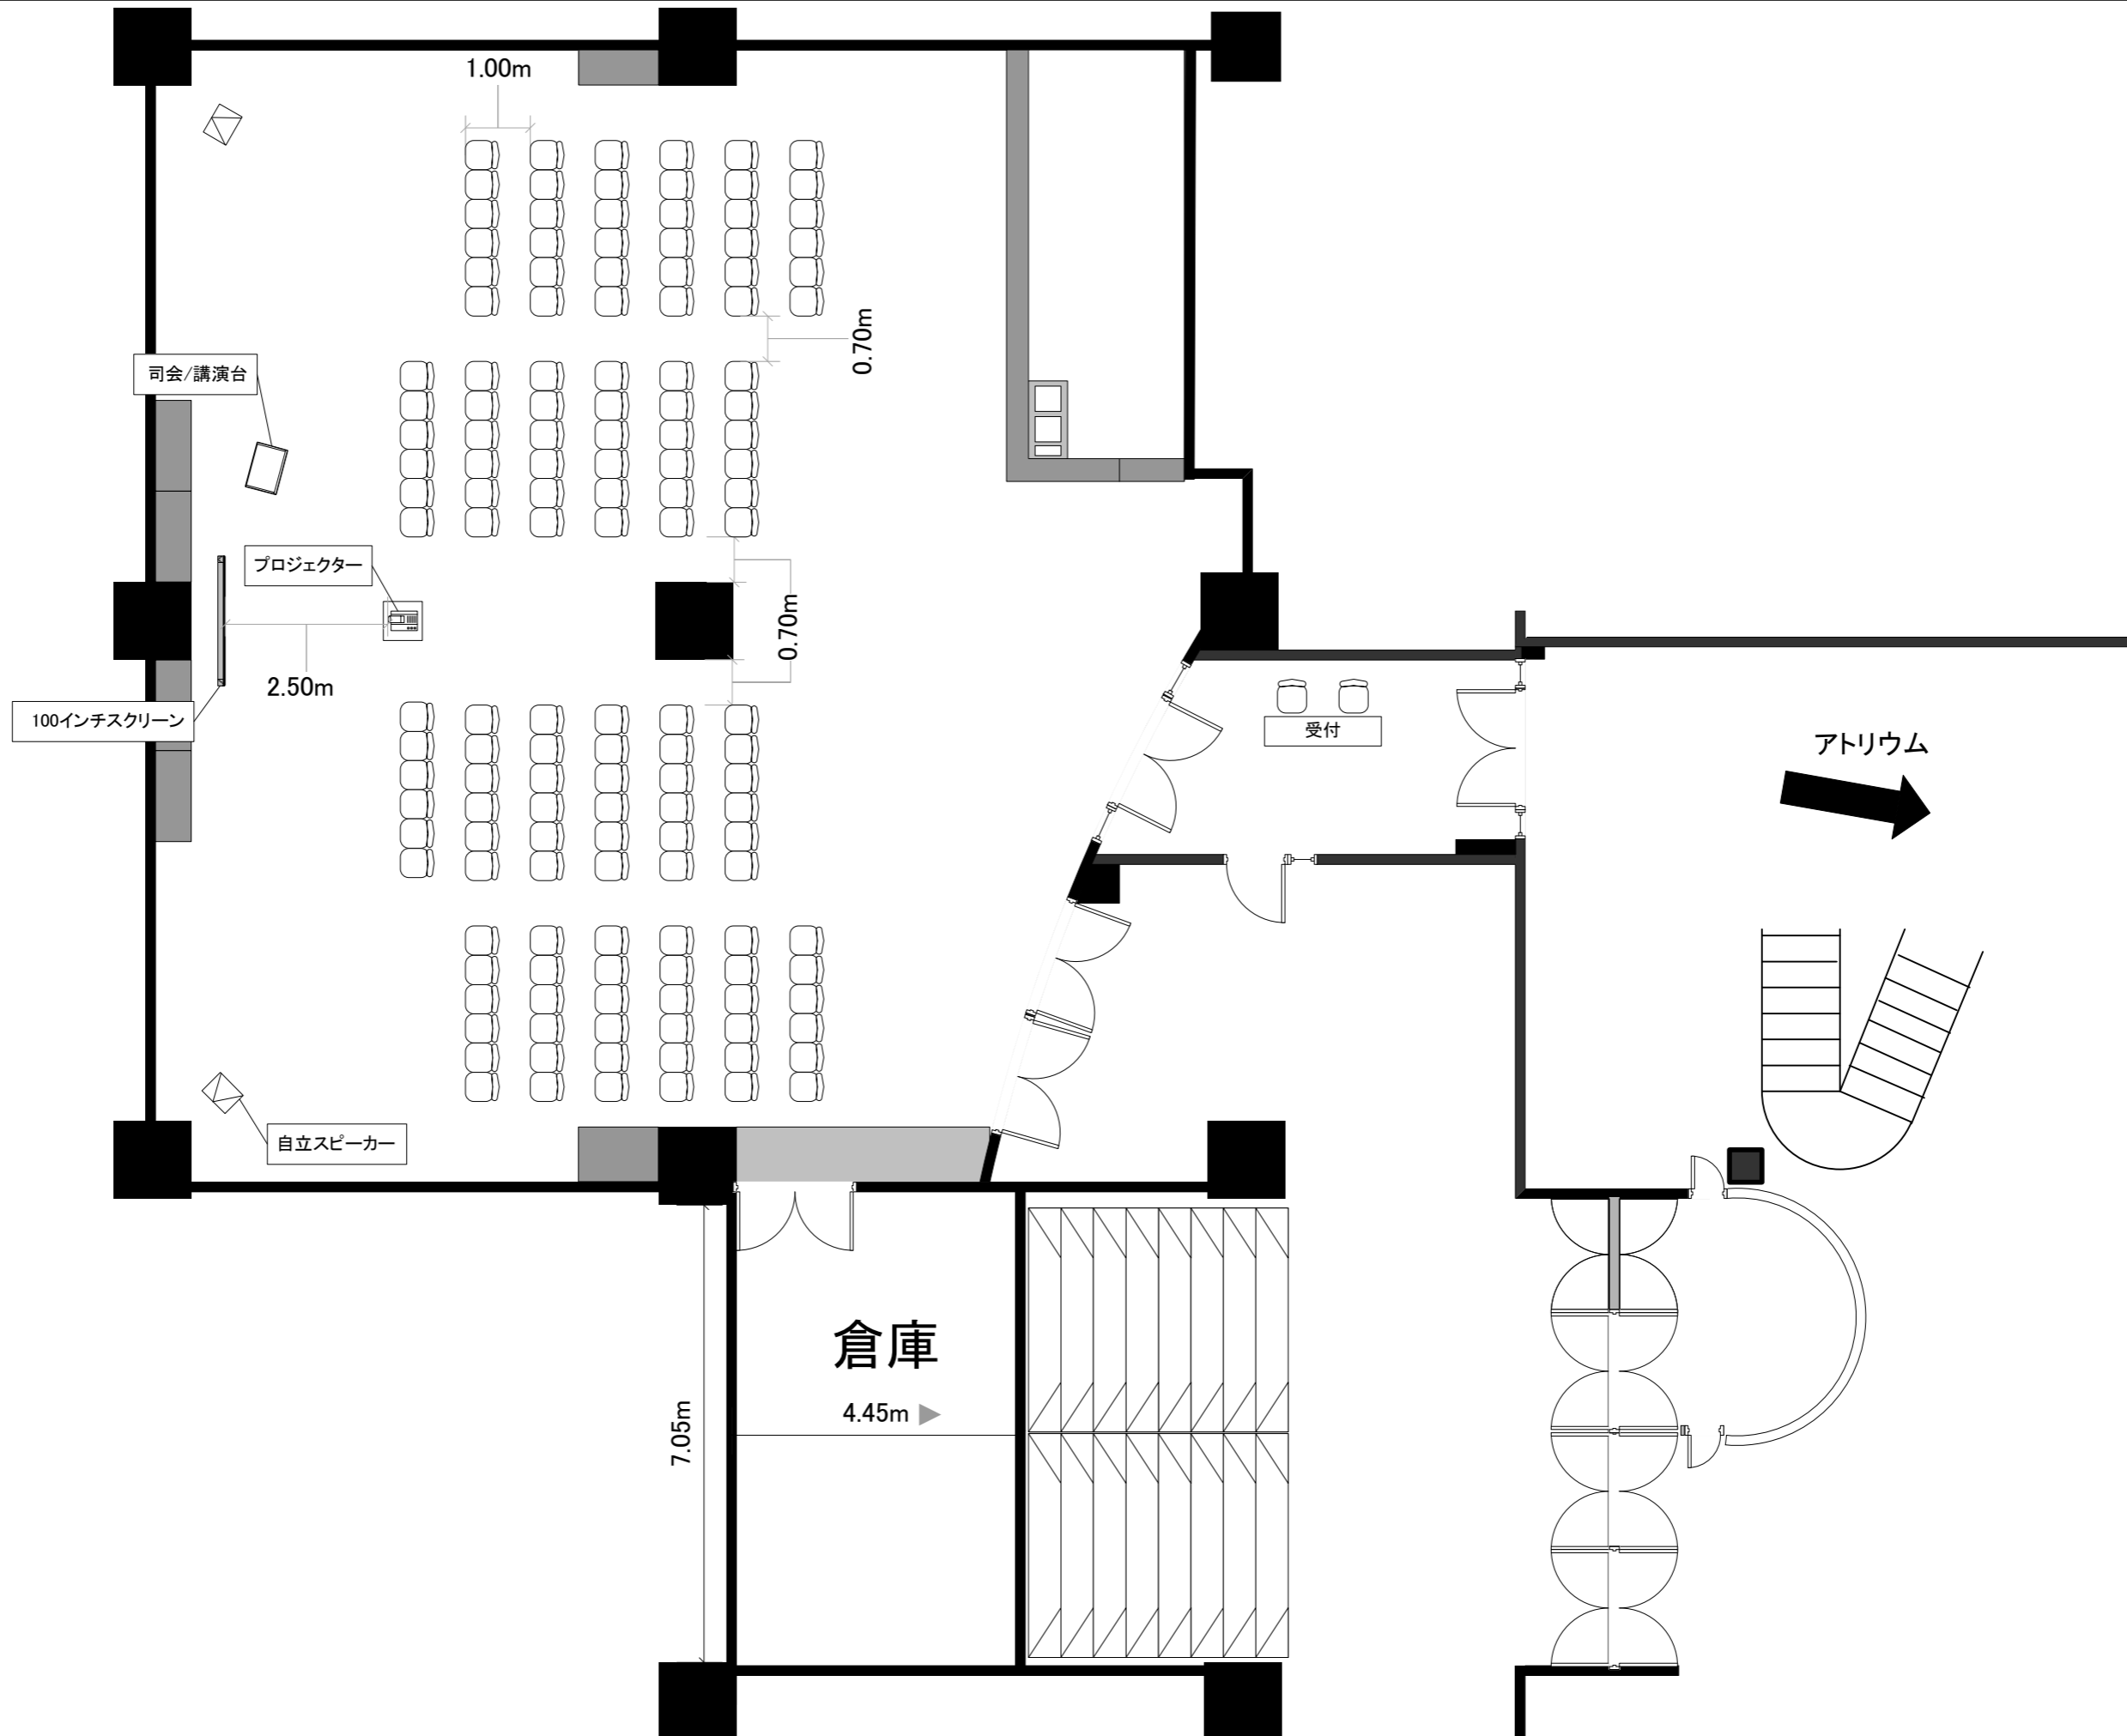 1.00m
0.70m
司会/講演台
プロジェクター
0.70m
2.50m
100インチスクリーン
受付
アトリウム
自立スピーカー
倉庫
4.45m
7.05m